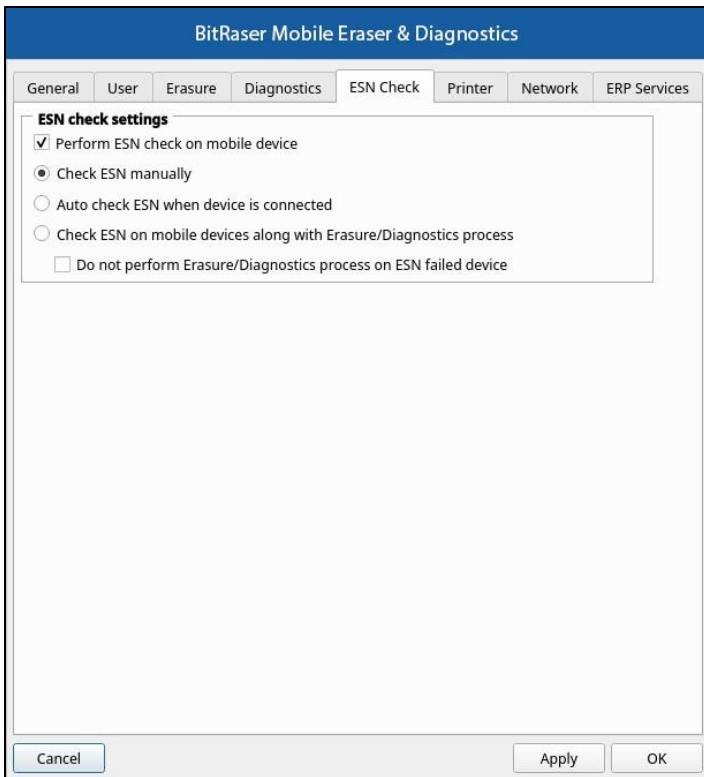 BitRaser Mobile Eraser & Diagnostics
General User Erasure Diagnostics ESN Check Printer Network ERP Services
ESN check settings
Perform ESN check on mobile device
Check ESN manually
Auto check ESN when device is connected
Check ESN on mobile devices along with Erasure/Diagnostics process
Do not perform Erasure/Diagnostics process on ESN failed device
Cancel Apply OK